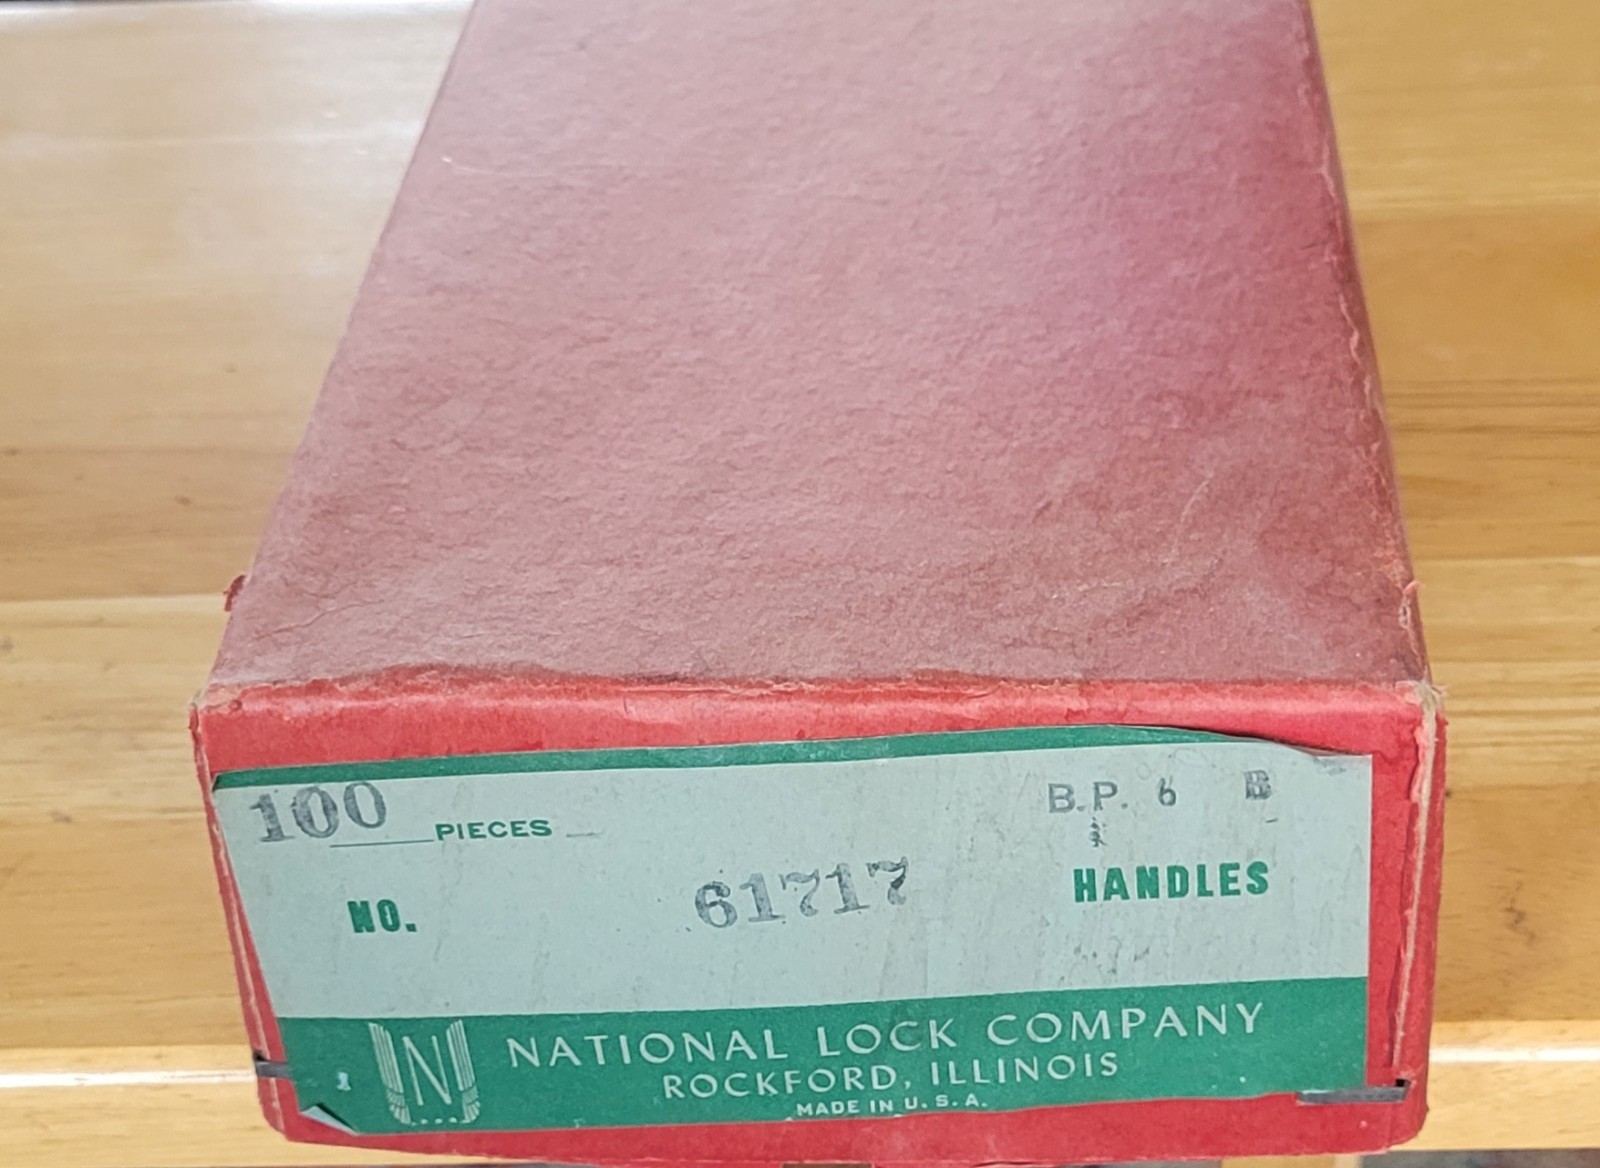 100 PIECES
B.P. 6 B
NO. 61717 HANDLES
N
NATIONAL LOCK COMPANY
ROCKFORD, ILLINOIS
MADE IN U.S.A.